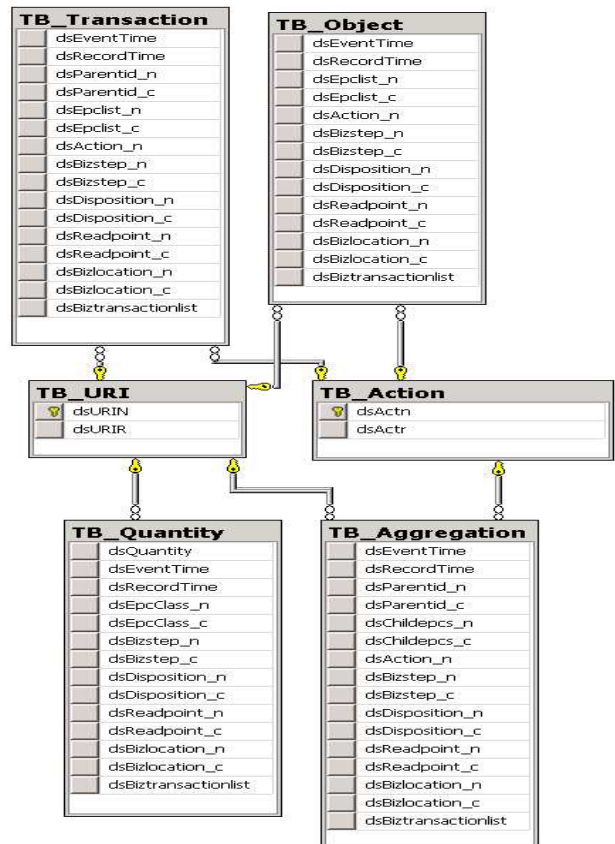 TB_Transaction
dsEventTime
dsRecordTime
dsParentid_n
dsParentid_c
dsEpclist_n
dsEpclist_c
dsAction_n
dsBizstep_n
dsBizstep_c
dsDisposition_n
dsDisposition_c
dsReadpoint_n
dsReadpoint_c
dsBizlocation_n
dsBizlocation_c
dsBiztransactionlist
TB_Object
dsEventTime
dsRecordTime
dsEpclist_n
dsEpclist_c
dsAction_n
dsBizstep_n
dsBizstep_c
dsDisposition_n
dsDisposition_c
dsReadpoint_n
dsReadpoint_c
dsBizlocation_n
dsBizlocation_c
dsBiztransactionlist
TB_URI
dsURIN
dsURIR
TB_Action
dsActn
dsActr
TB_Quantity
dsQuantity
dsEventTime
dsRecordTime
dsEpcClass_n
dsEpcClass_c
dsBizstep_n
dsBizstep_c
dsDisposition_n
dsDisposition_c
dsReadpoint_n
dsReadpoint_c
dsBizlocation_n
dsBizlocation_c
dsBiztransactionlist
TB_Aggregation
dsEventTime
dsRecordTime
dsParentid_n
dsParentid_c
dsChildepcs_n
dsChildepcs_c
dsAction_n
dsBizstep_n
dsBizstep_c
dsDisposition_n
dsDisposition_c
dsReadpoint_n
dsReadpoint_c
dsBizlocation_n
dsBizlocation_c
dsBiztransactionlist